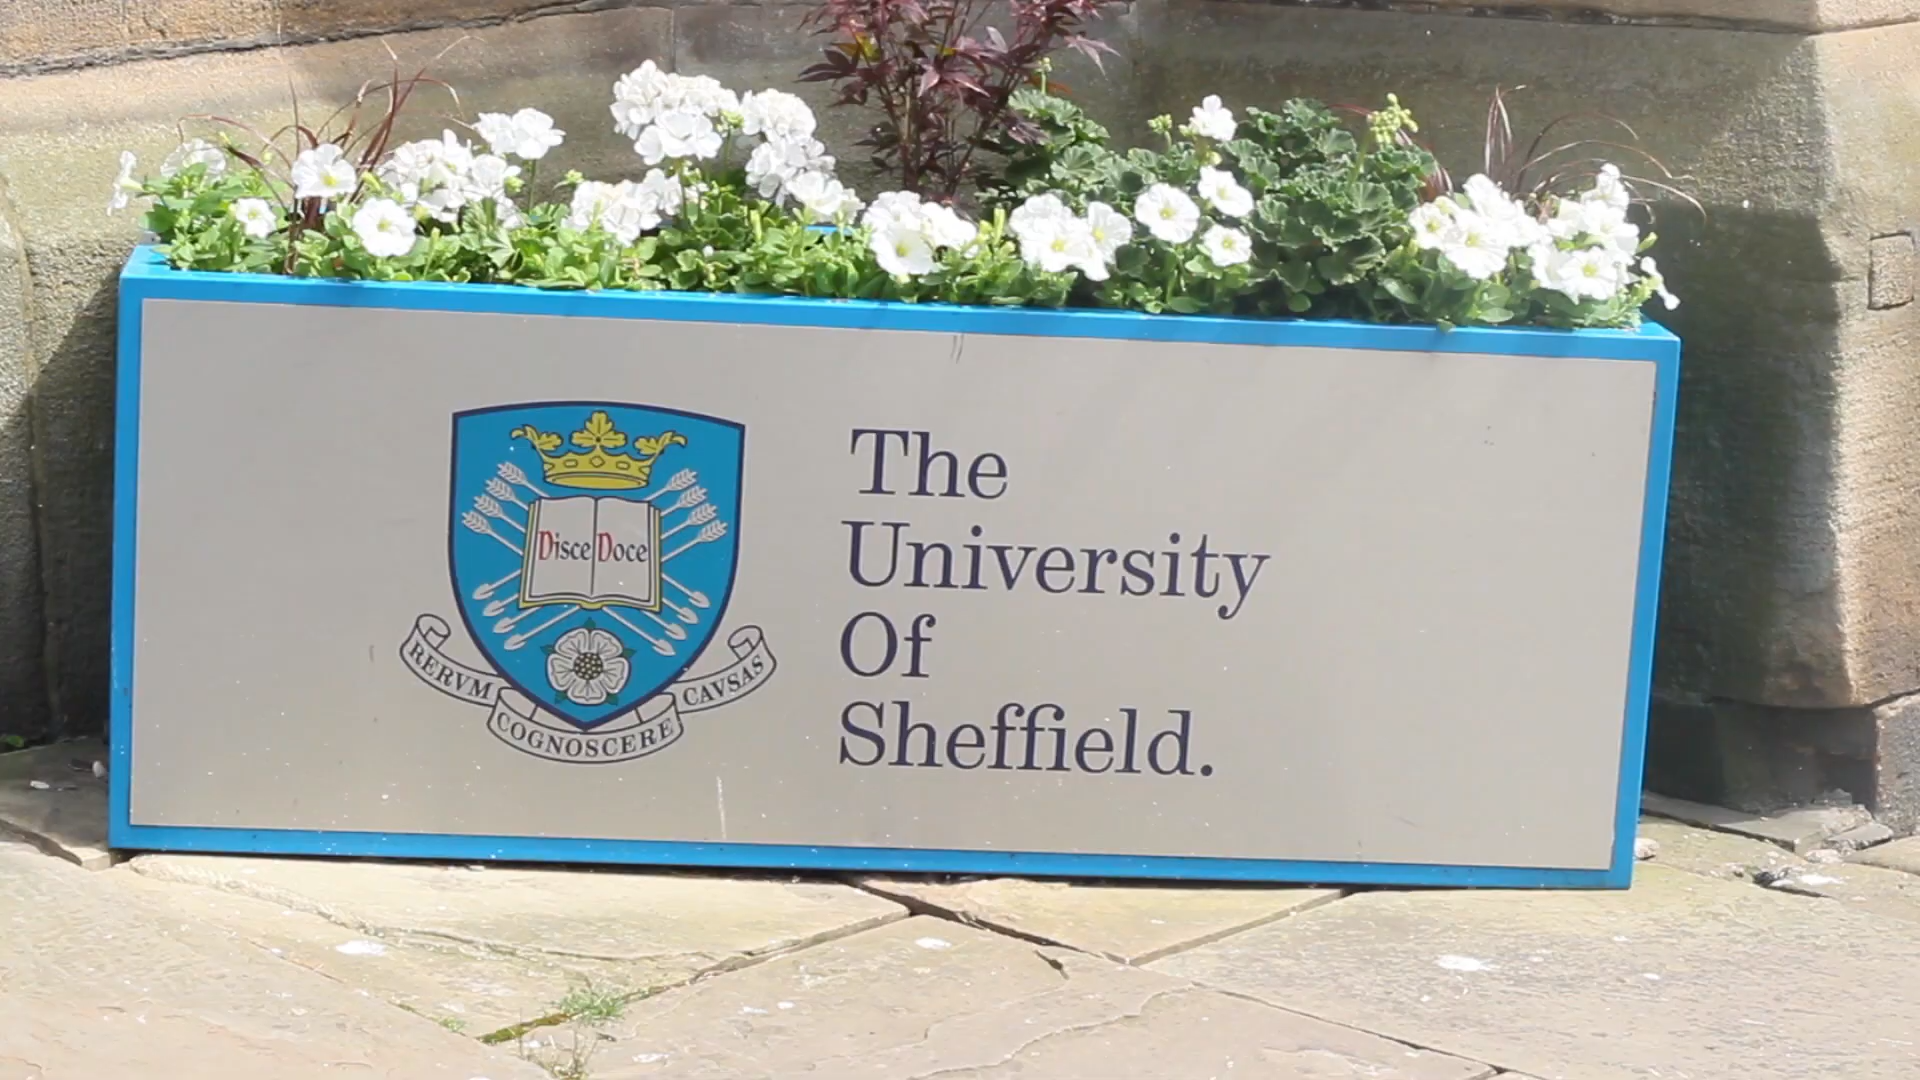 Disce Doce
RERVM COGNOSCERE CAVSAS
The
University
Of
Sheffield.